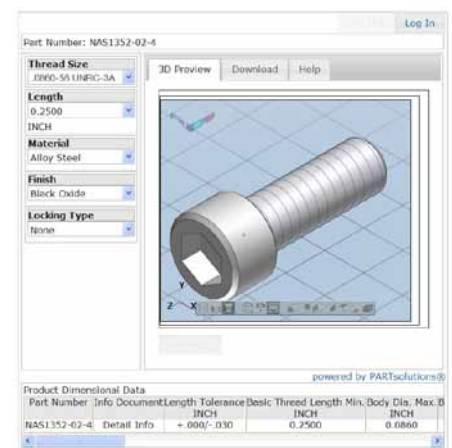 Log In
Part Number: NAS1352-02-4
Thread Size
.0860-56 UNRC-3A
3D Preview Download Help
Length
0.2500
INCH
Material
Alloy Steel
Finish
Black Oxide
Locking Type
None
Y
Z X
powered by PARTsolutions®
Product Dimensional Data
Part Number Info Document Length Tolerance Basic Thread Length Min. Body Dia. Max. B
INCH INCH INCH
NAS1352-02-4 Detail Info +.000/-.030 0.2500 0.0860